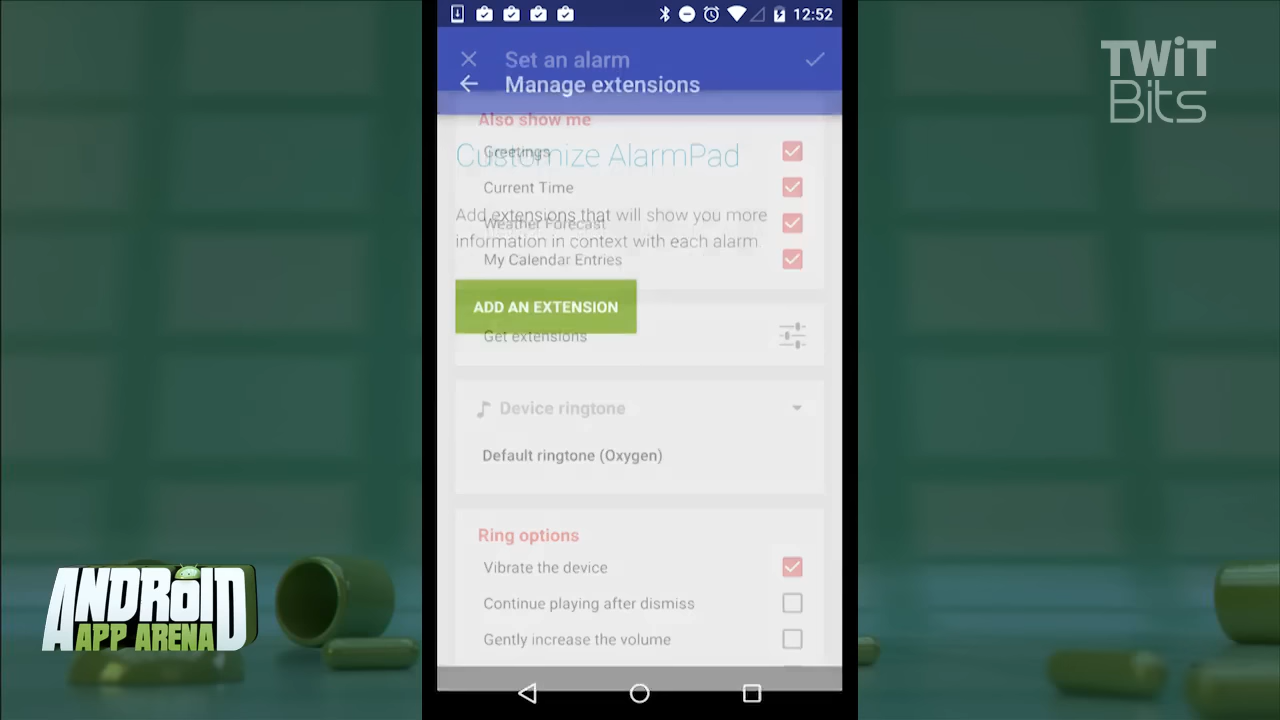 12:52
Set an alarm
Manage extensions
Also show me
Greetings
Customize AlarmPad
Current Time
Add extensions that will show you more
Weather Forecast
information in context with each alarm
My Calendar Entries
ADD AN EXTENSION
Get extensions
Device ringtone
Default ringtone (Oxygen)
Ring options
Vibrate the device
Continue playing after dismiss
Gently increase the volume
TWiT
Bits
ANDROID
APP ARENA